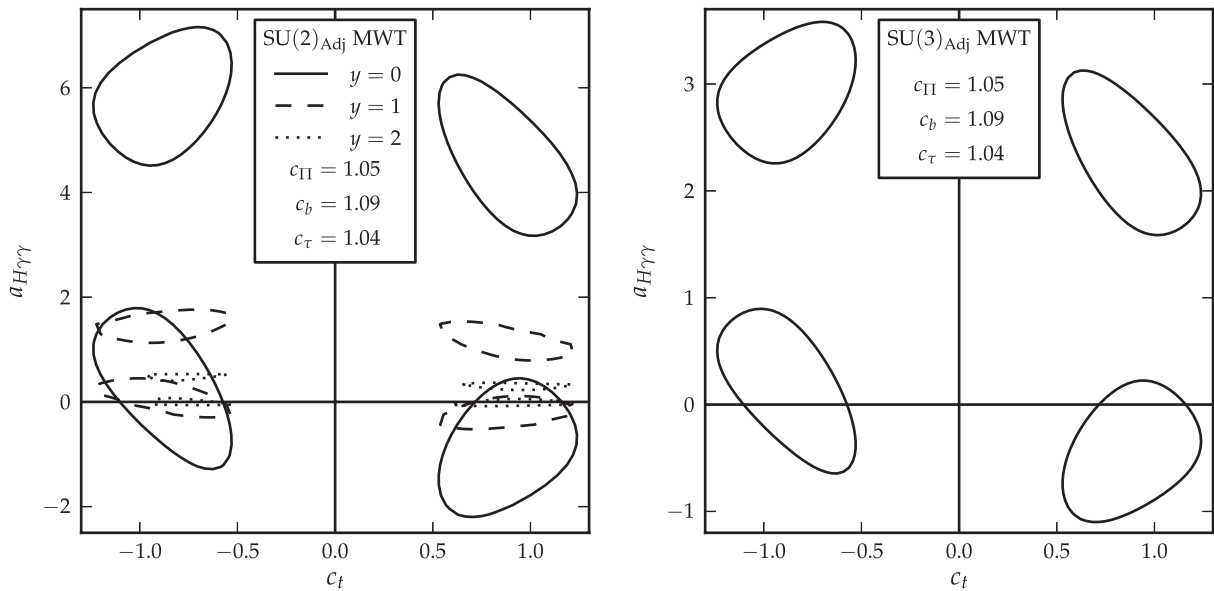 SU(2)Adj MWT
y = 0
y = 1
y = 2
cΠ = 1.05
cb = 1.09
cτ = 1.04
6
4
2
0
−2
aHγγ
−1.0 −0.5 0.0 0.5 1.0
ct
SU(3)Adj MWT
cΠ = 1.05
cb = 1.09
cτ = 1.04
3
2
1
0
−1
aHγγ
−1.0 −0.5 0.0 0.5 1.0
ct